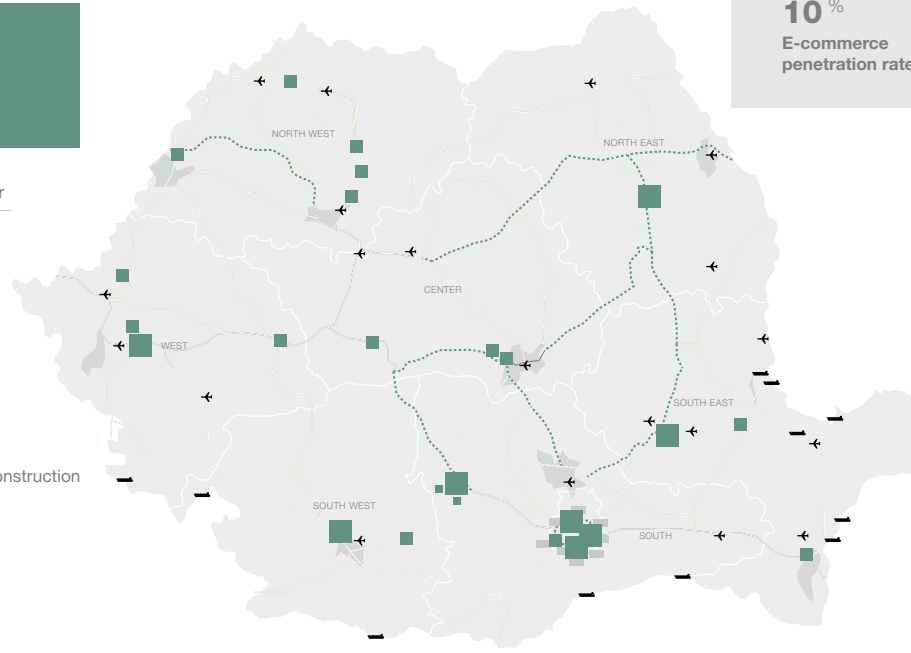 10 %
E-commerce
penetration rate
NORTH WEST
NORTH EAST
r
CENTER
WEST
SOUTH EAST
onstruction
SOUTH WEST
SOUTH